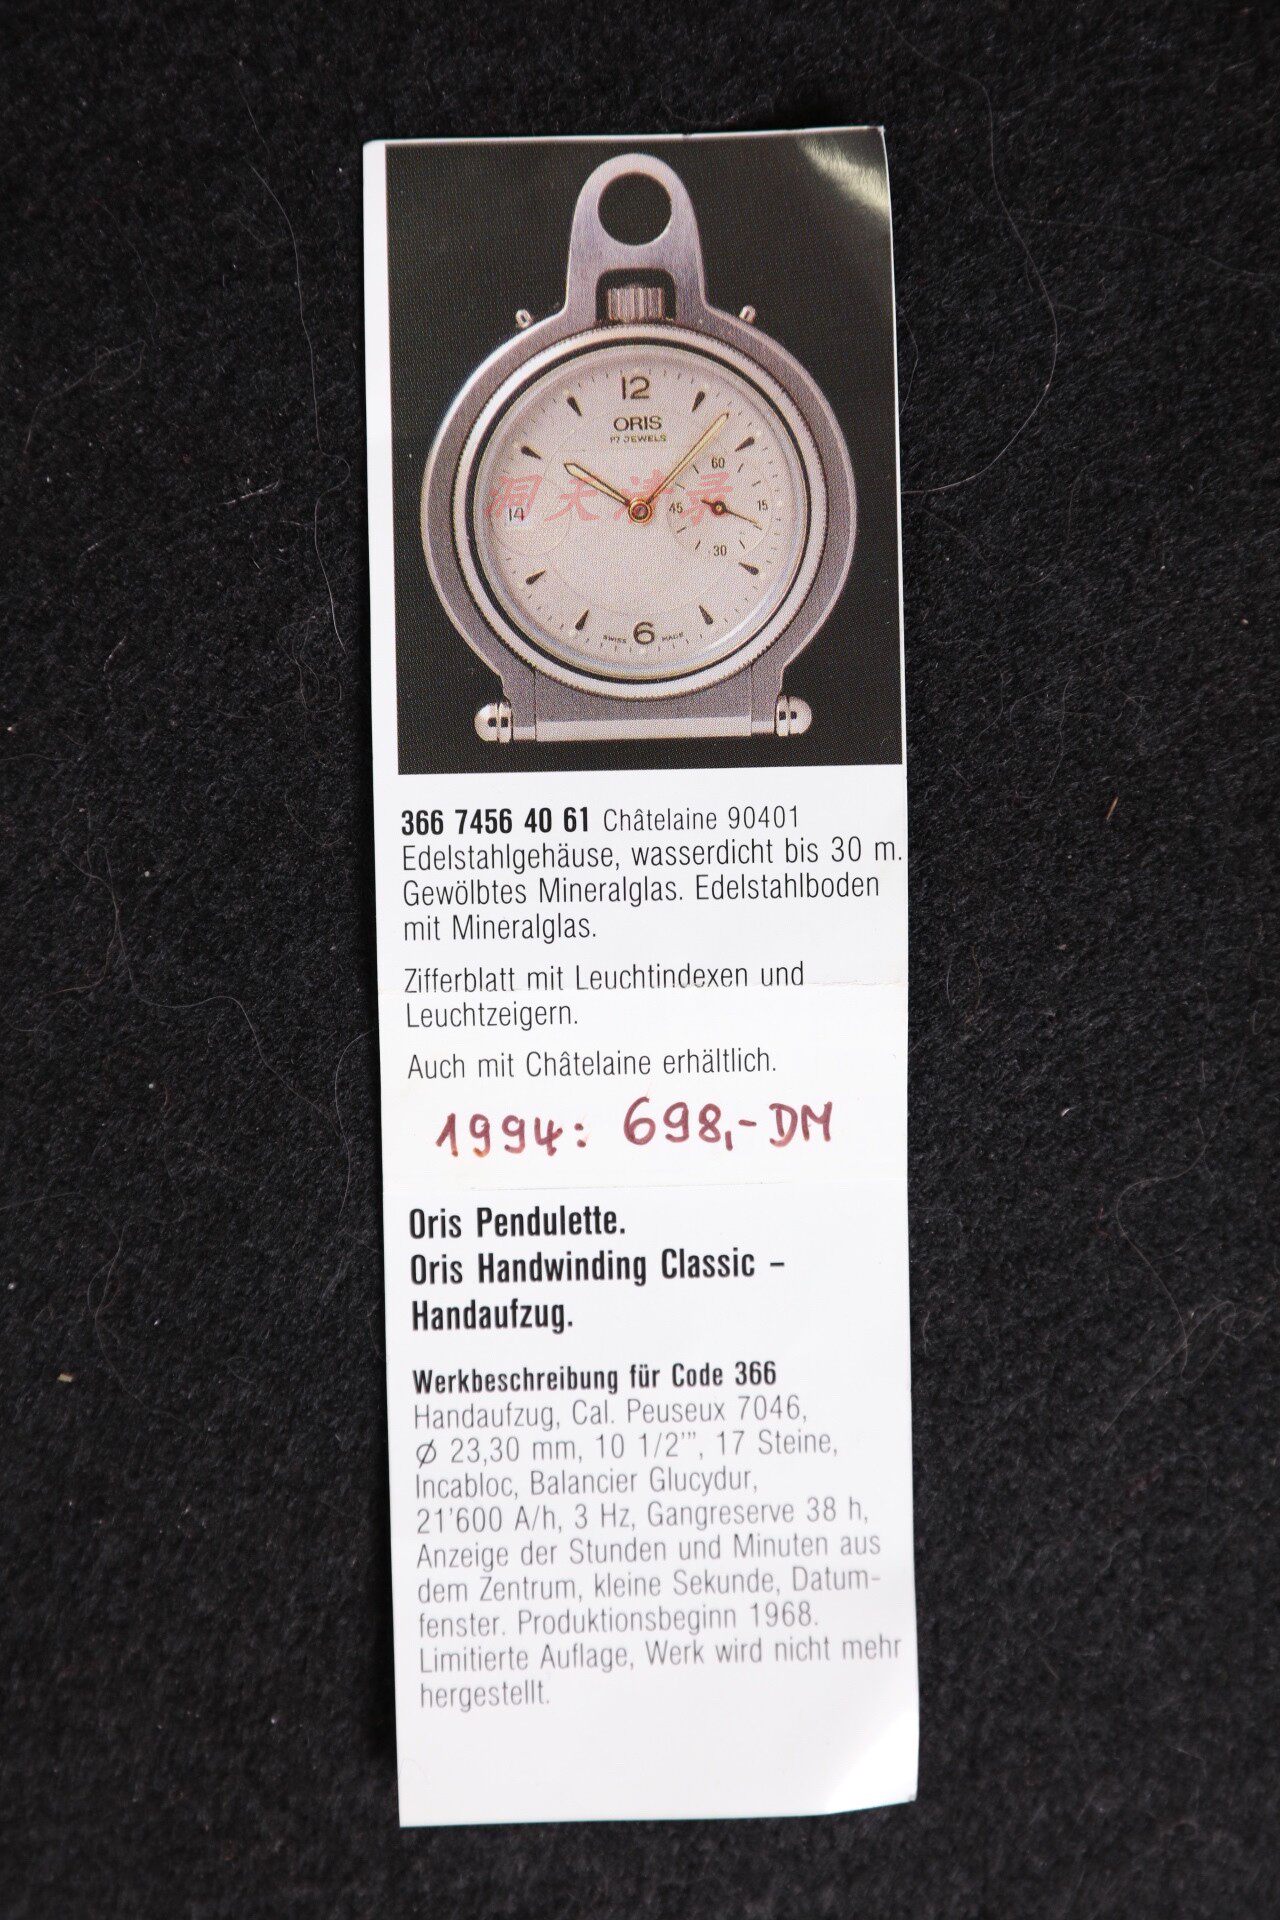 12
ORIS
17 JEWELS
60
洞天清录
14
45
15
30
6
SWISS MADE
366 7456 40 61 Châtelaine 90401
Edelstahlgehäuse, wasserdicht bis 30 m.
Gewölbtes Mineralglas. Edelstahlboden
mit Mineralglas.
Zifferblatt mit Leuchtindexen und
Leuchtzeigern.
Auch mit Châtelaine erhältlich.
1994: 698,- DM
Oris Pendulette.
Oris Handwinding Classic –
Handaufzug.
Werkbeschreibung für Code 366
Handaufzug, Cal. Peuseux 7046,
Ø 23,30 mm, 10 1/2''', 17 Steine,
Incabloc, Balancier Glucydur,
21'600 A/h, 3 Hz, Gangreserve 38 h,
Anzeige der Stunden und Minuten aus
dem Zentrum, kleine Sekunde, Datum-
fenster. Produktionsbeginn 1968.
Limitierte Auflage, Werk wird nicht mehr
hergestellt.